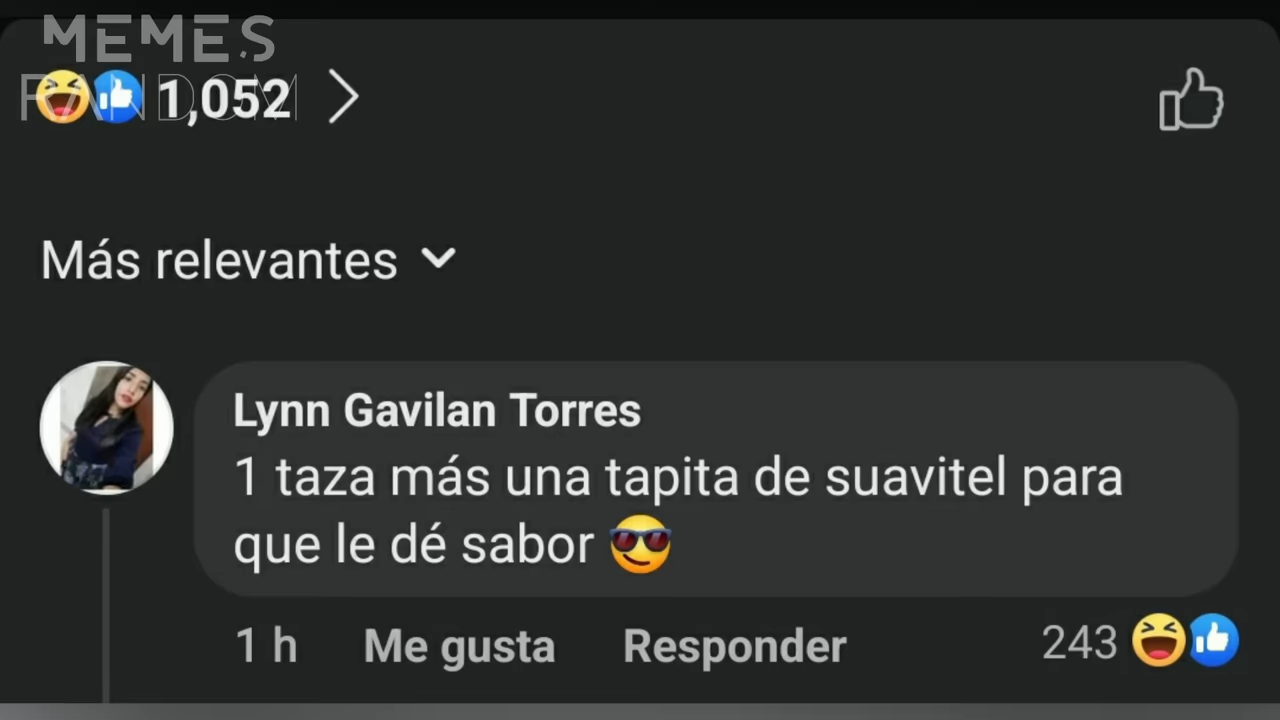 MEMES
RANDOM
1,052
Más relevantes
Lynn Gavilan Torres
1 taza más una tapita de suavitel para
que le dé sabor 😎
1 h Me gusta Responder 243